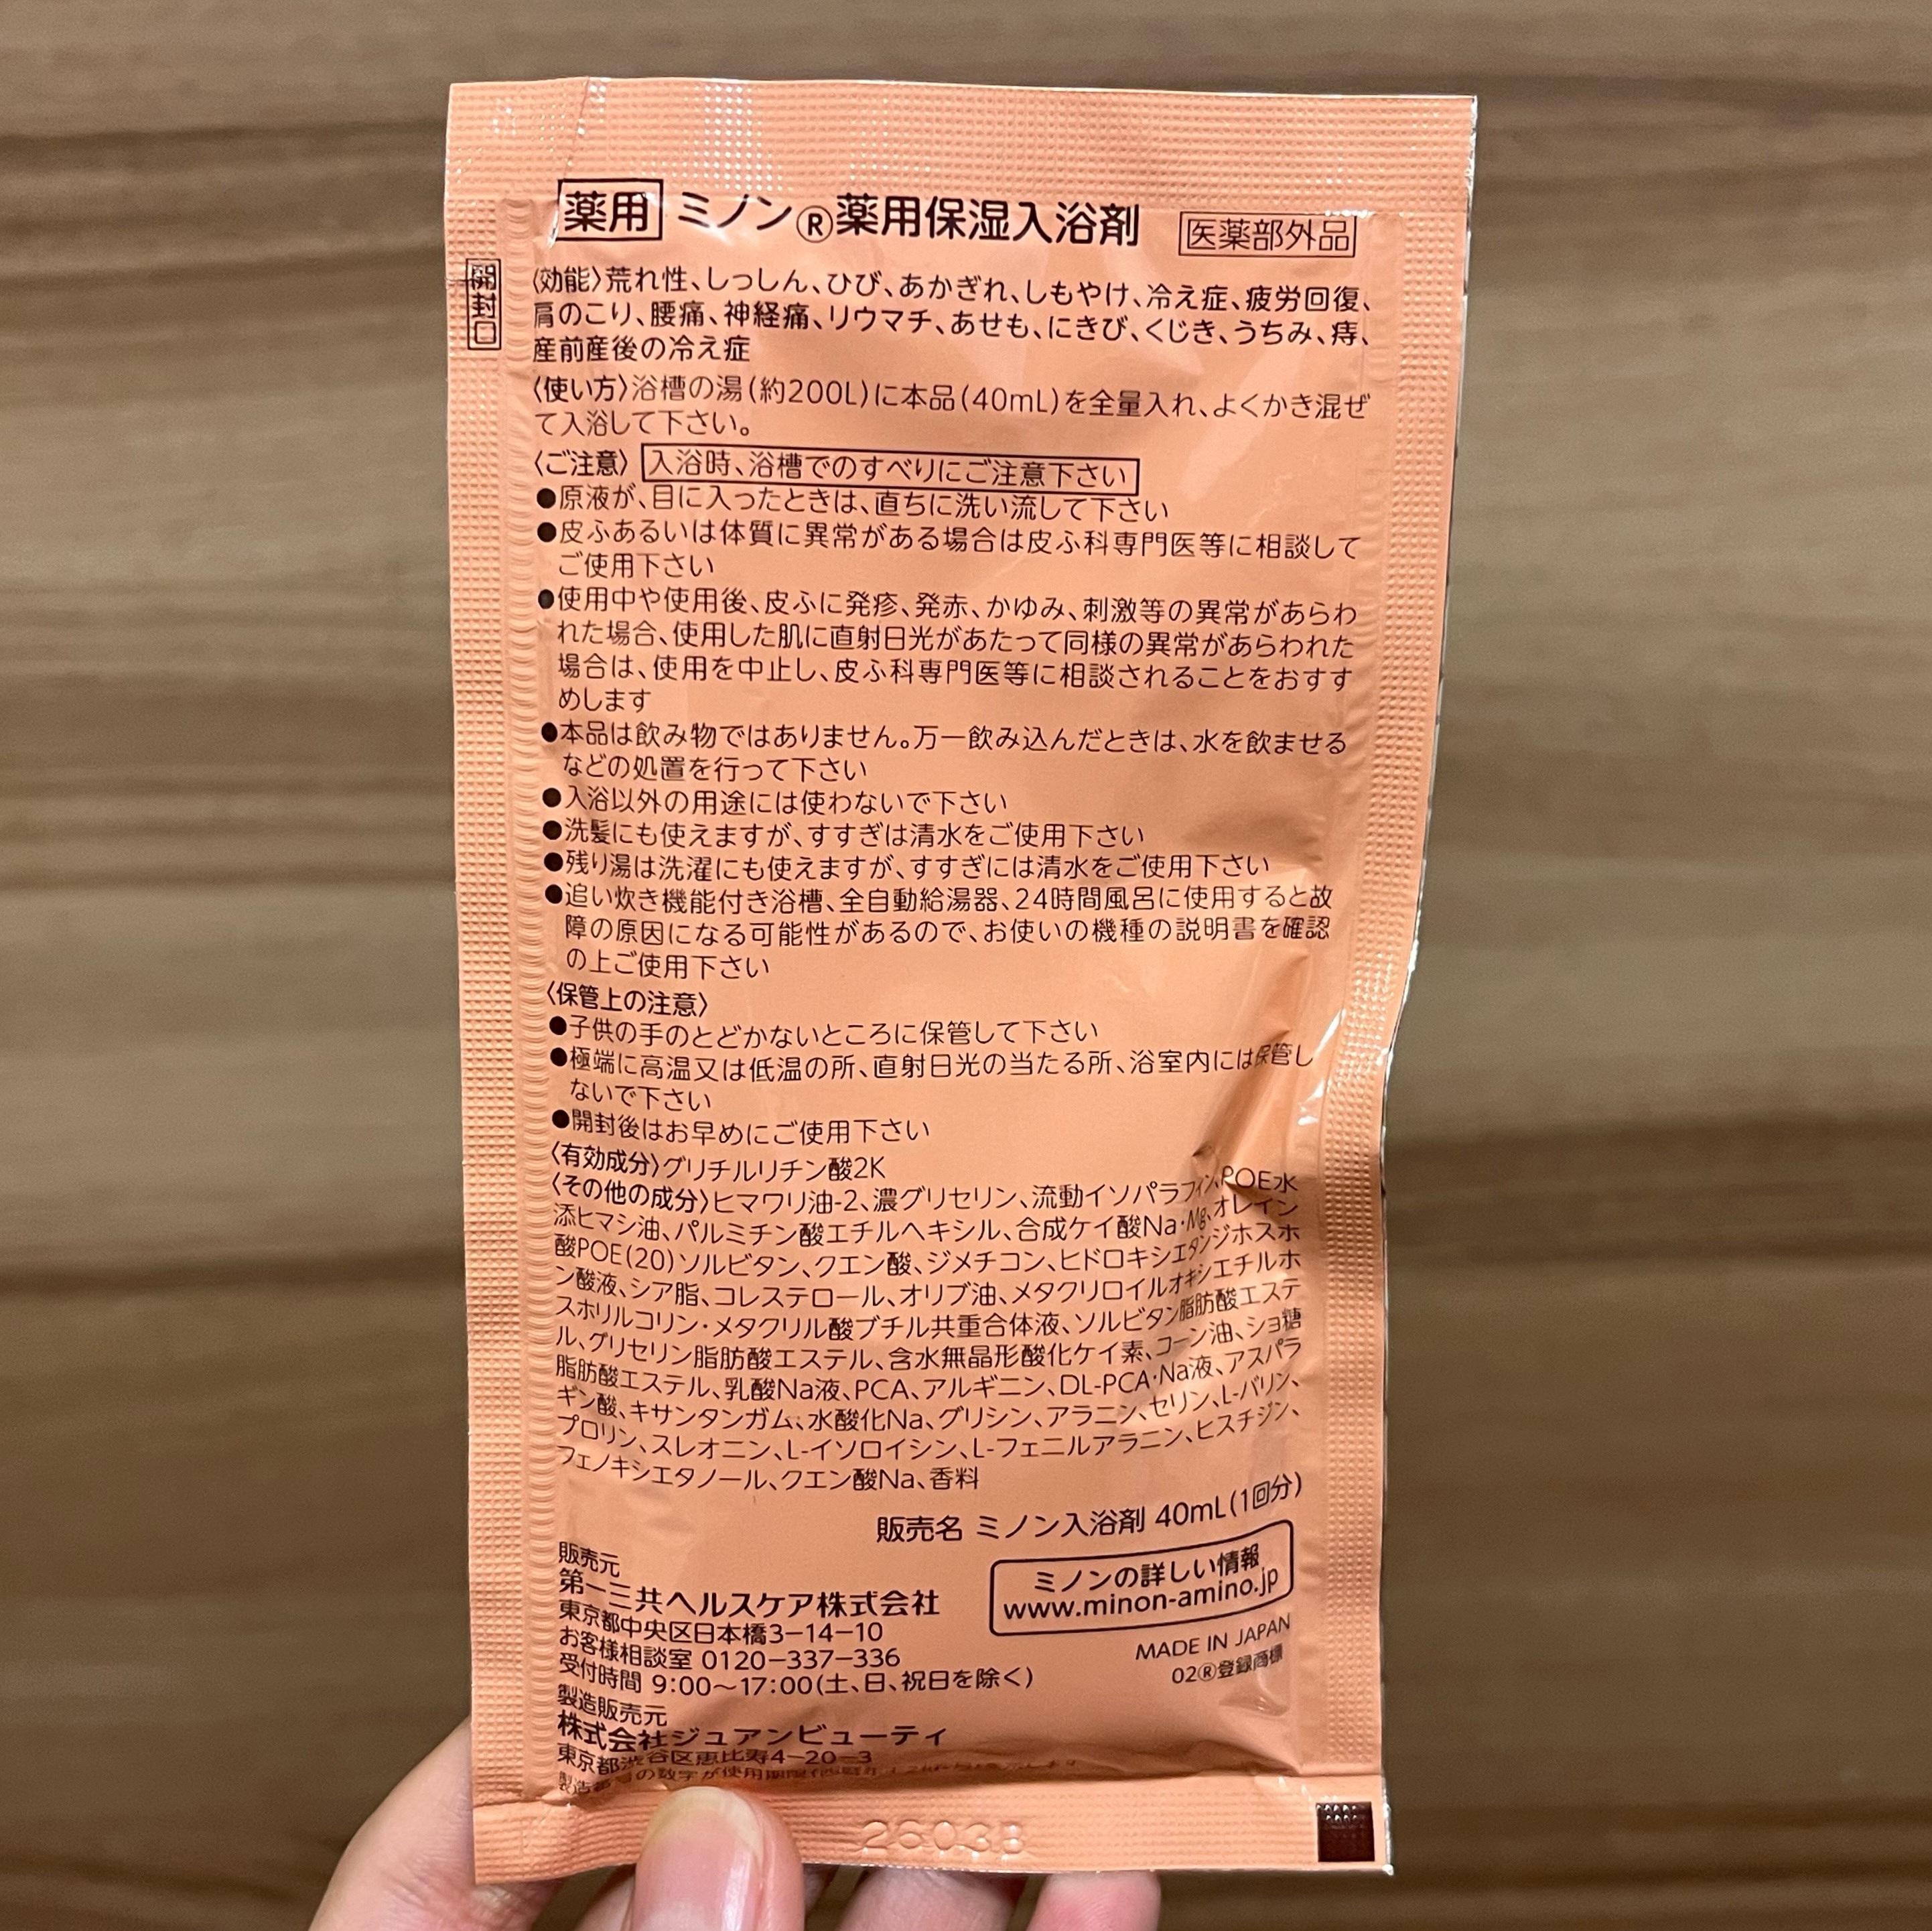 薬用 ミノン®薬用保湿入浴剤 医薬部外品
開封口
〈効能〉荒れ性、しっしん、ひび、あかぎれ、しもやけ、冷え症、疲労回復、
肩のこり、腰痛、神経痛、リウマチ、あせも、にきび、くじき、うちみ、痔、
産前産後の冷え症
〈使い方〉浴槽の湯(約200L)に本品(40mL)を全量入れ、よくかき混ぜ
て入浴して下さい。
〈ご注意〉 入浴時、浴槽でのすべりにご注意下さい
●原液が、目に入ったときは、直ちに洗い流して下さい
●皮ふあるいは体質に異常がある場合は皮ふ科専門医等に相談して
ご使用下さい
●使用中や使用後、皮ふに発疹、発赤、かゆみ、刺激等の異常があらわ
れた場合、使用した肌に直射日光があたって同様の異常があらわれた
場合は、使用を中止し、皮ふ科専門医等に相談されることをおすす
めします
●本品は飲み物ではありません。万一飲み込んだときは、水を飲ませる
などの処置を行って下さい
●入浴以外の用途には使わないで下さい
●洗髪にも使えますが、すすぎは清水をご使用下さい
●残り湯は洗濯にも使えますが、すすぎには清水をご使用下さい
●追い炊き機能付き浴槽、全自動給湯器、24時間風呂に使用すると故
障の原因になる可能性があるので、お使いの機種の説明書を確認
の上ご使用下さい
〈保管上の注意〉
●子供の手のとどかないところに保管して下さい
●極端に高温又は低温の所、直射日光の当たる所、浴室内には保管し
ないで下さい
●開封後はお早めにご使用下さい
〈有効成分〉グリチルリチン酸2K
〈その他の成分〉ヒマワリ油-2、濃グリセリン、流動イソパラフィン、POE水
添ヒマシ油、パルミチン酸エチルヘキシル、合成ケイ酸Na・Mg、オレイン
酸POE(20)ソルビタン、クエン酸、ジメチコン、ヒドロキシエタンジホスホ
ン酸液、シア脂、コレステロール、オリブ油、メタクリロイルオキシエチルホ
スホリルコリン・メタクリル酸ブチル共重合体液、ソルビタン脂肪酸エステ
ル、グリセリン脂肪酸エステル、含水無晶形酸化ケイ素、コーン油、ショ糖
脂肪酸エステル、乳酸Na液、PCA、アルギニン、DL-PCA・Na液、アスパラ
ギン酸、キサンタンガム、水酸化Na、グリシン、アラニン、セリン、L-バリン、
プロリン、スレオニン、L-イソロイシン、L-フェニルアラニン、ヒスチジン、
フェノキシエタノール、クエン酸Na、香料
販売名 ミノン入浴剤 40mL(1回分)
販売元
第一三共ヘルスケア株式会社
東京都中央区日本橋3-14-10
お客様相談室 0120-337-336
受付時間 9:00〜17:00(土、日、祝日を除く)
ミノンの詳しい情報
www.minon-amino.jp
MADE IN JAPAN
02®登録商標
製造販売元
株式会社ジュアンビューティ
東京都渋谷区恵比寿4-20-3
の数字が使用期限
2603B